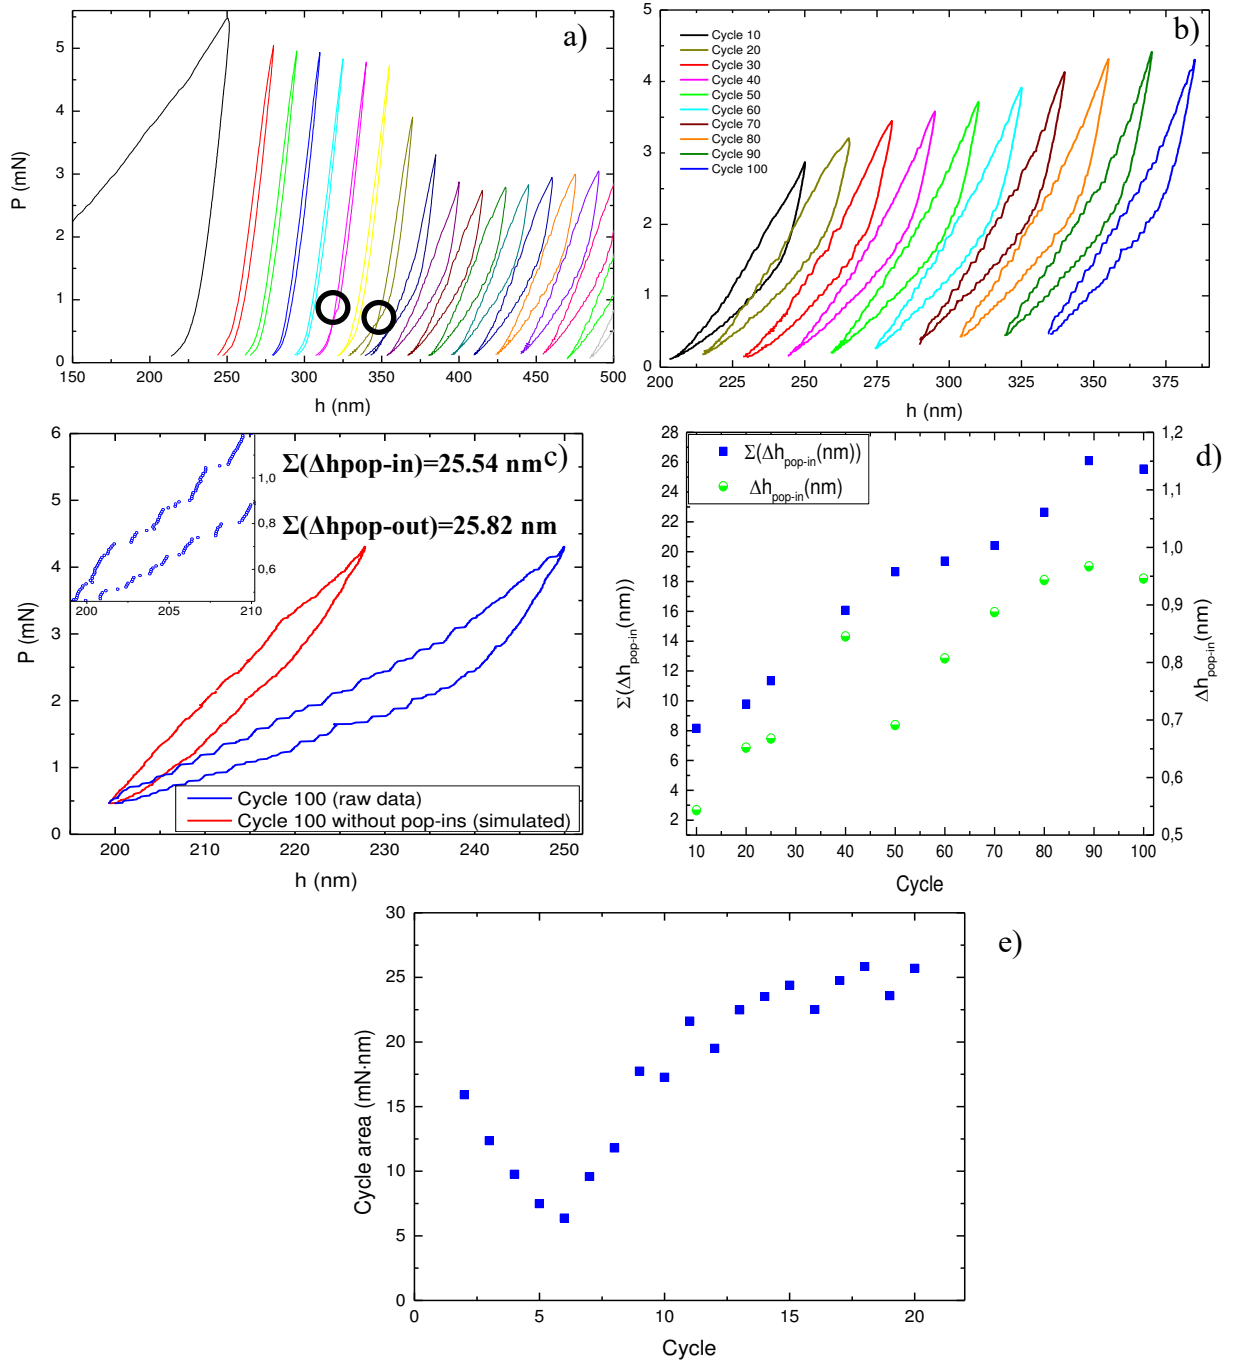 a)
P (mN)
5
4
3
2
1
0
150 200 250 300 350 400 450 500
h (nm)
b)
Cycle 10
Cycle 20
Cycle 30
Cycle 40
Cycle 50
Cycle 60
Cycle 70
Cycle 80
Cycle 90
Cycle 100
P (mN)
5
4
3
2
1
0
200 225 250 275 300 325 350 375
h (nm)
c)
Σ(Δhpop-in)=25.54 nm
Σ(Δhpop-out)=25.82 nm
1,0
0,8
0,6
200 205 210
P (mN)
6
5
4
3
2
1
0
Cycle 100 (raw data)
Cycle 100 without pop-ins (simulated)
200 210 220 230 240 250
h (nm)
d)
Σ(Δhpop-in(nm))
Δhpop-in(nm)
Σ(Δhpop-in(nm))
28
26
24
22
20
18
16
14
12
10
8
6
4
2
1,2
1,1
1,0
0,9
0,8
0,7
0,6
0,5
Δhpop-in(nm)
10 20 30 40 50 60 70 80 90 100
Cycle
e)
Cycle area (mN·nm)
30
25
20
15
10
5
0
0 5 10 15 20
Cycle